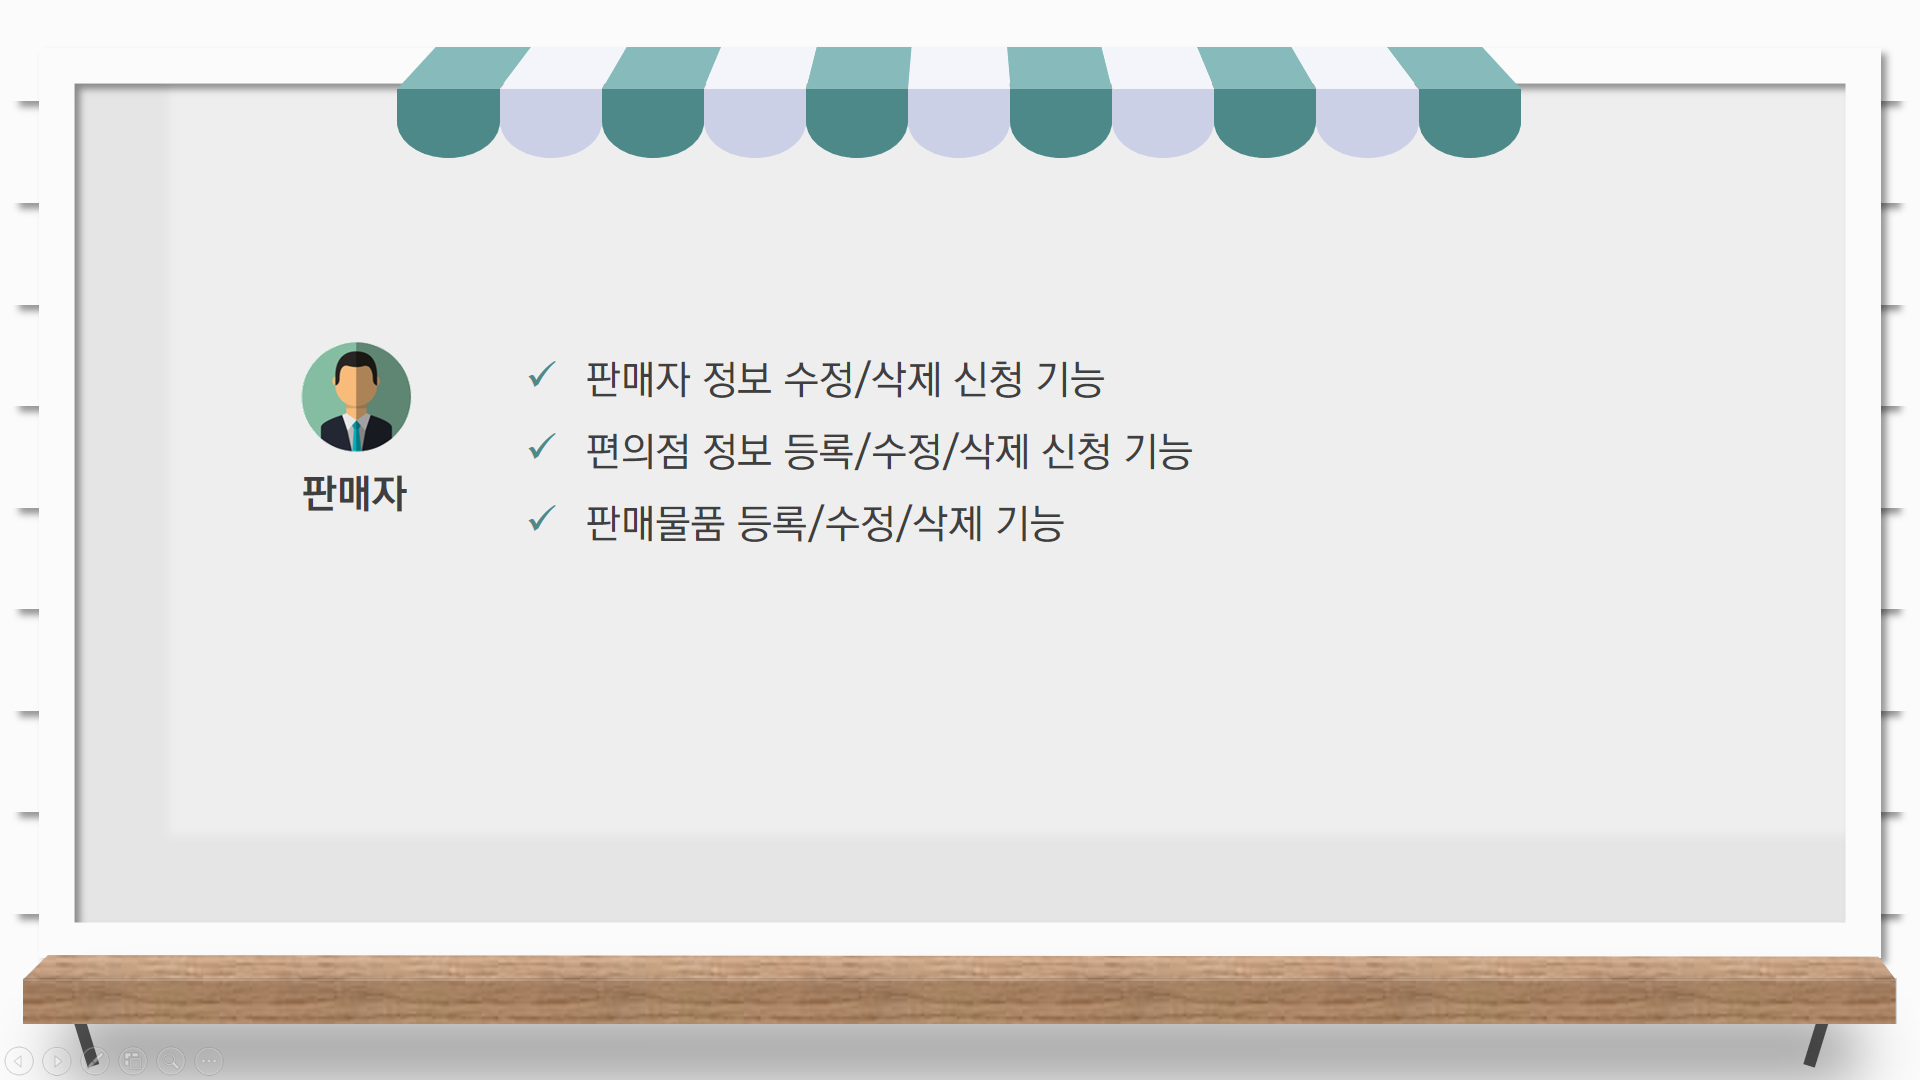 판매자
판매자 정보 수정/삭제 신청 기능
편의점 정보 등록/수정/삭제 신청 기능
판매물품 등록/수정/삭제 기능